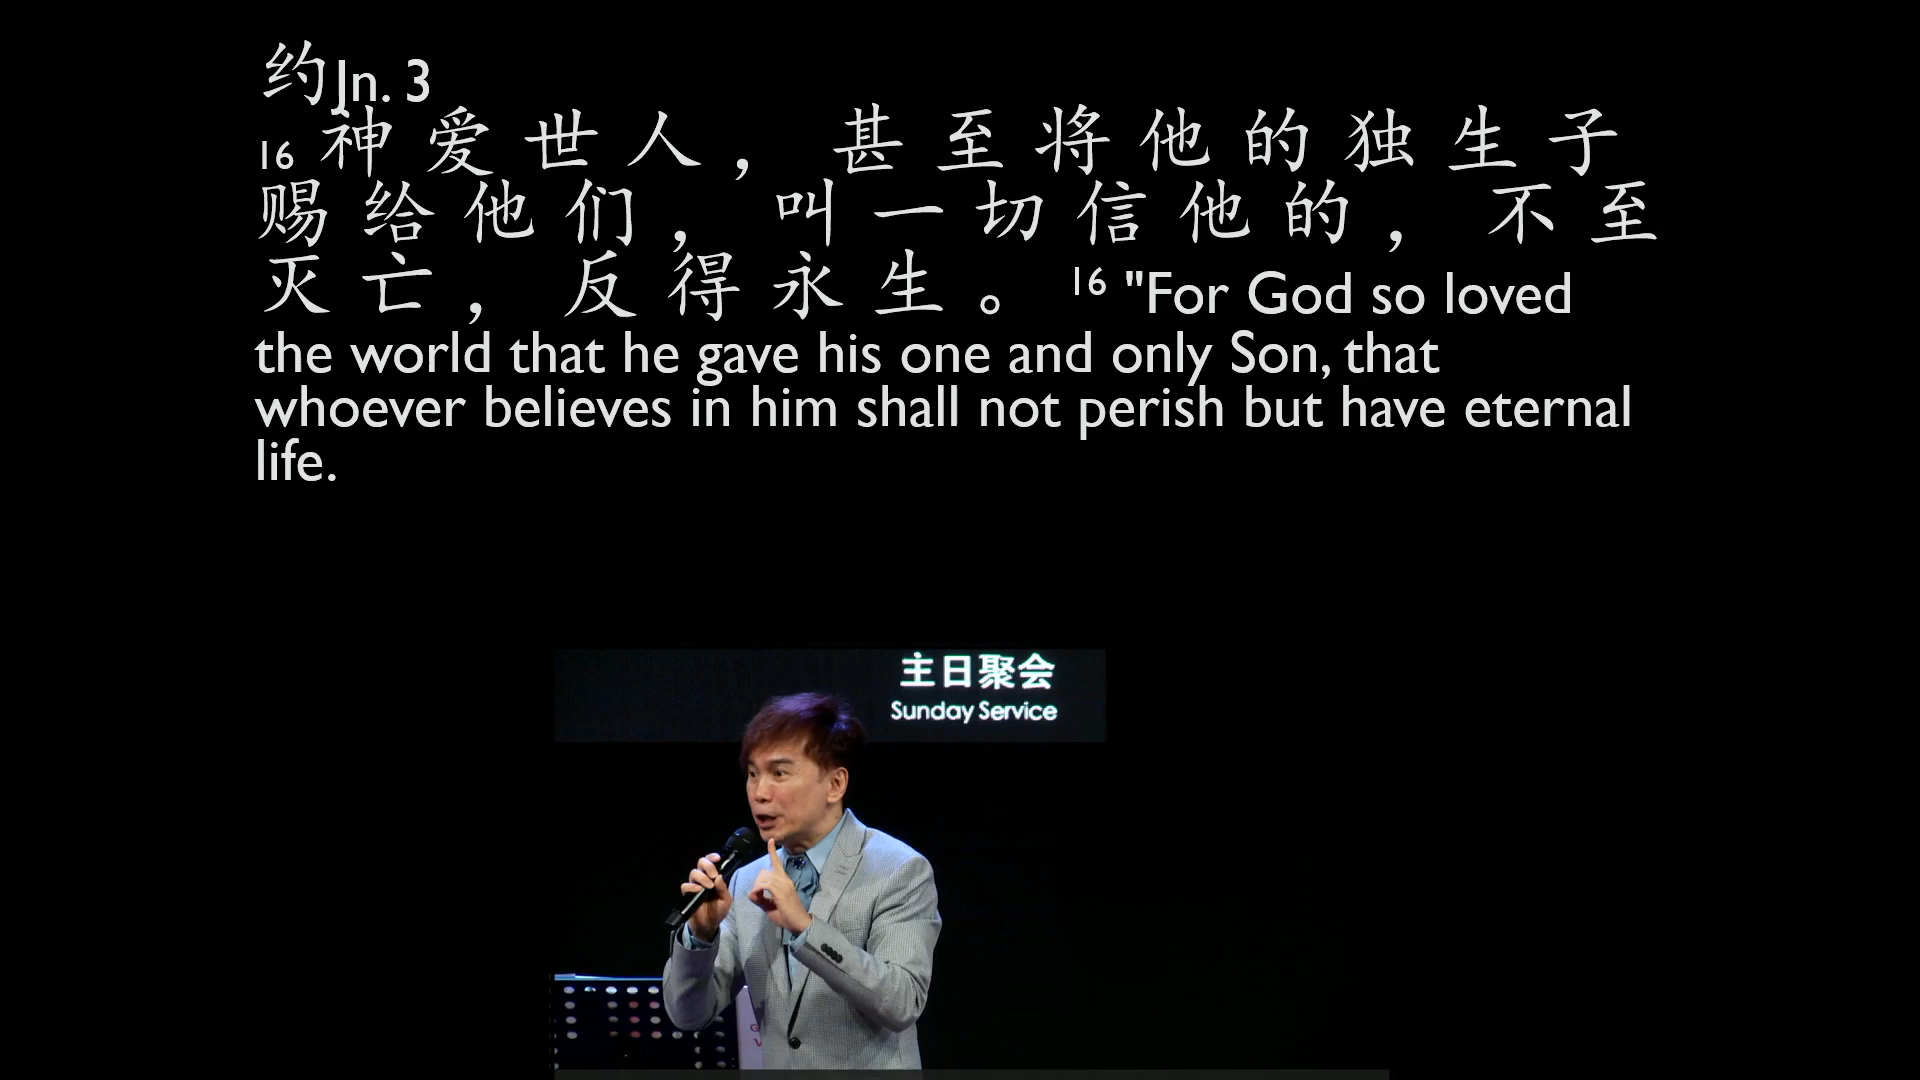 约Jn. 3
16 神爱世人，甚至将他的独生子
赐给他们，叫一切信他的，不至
灭亡，反得永生。 16 "For God so loved
the world that he gave his one and only Son, that
whoever believes in him shall not perish but have eternal
life.
主日聚会
Sunday Service